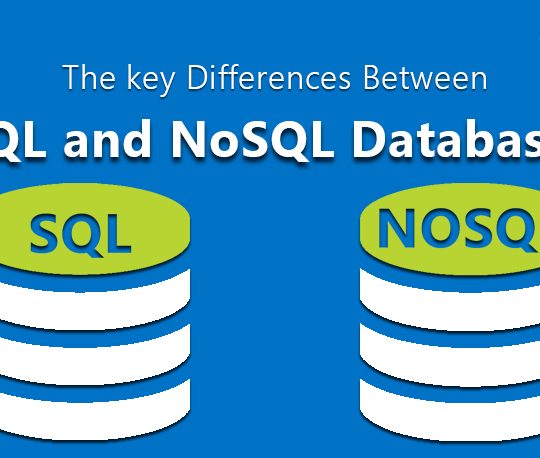 The key Differences Between
QL and NoSQL Databas
SQL
NOSQ